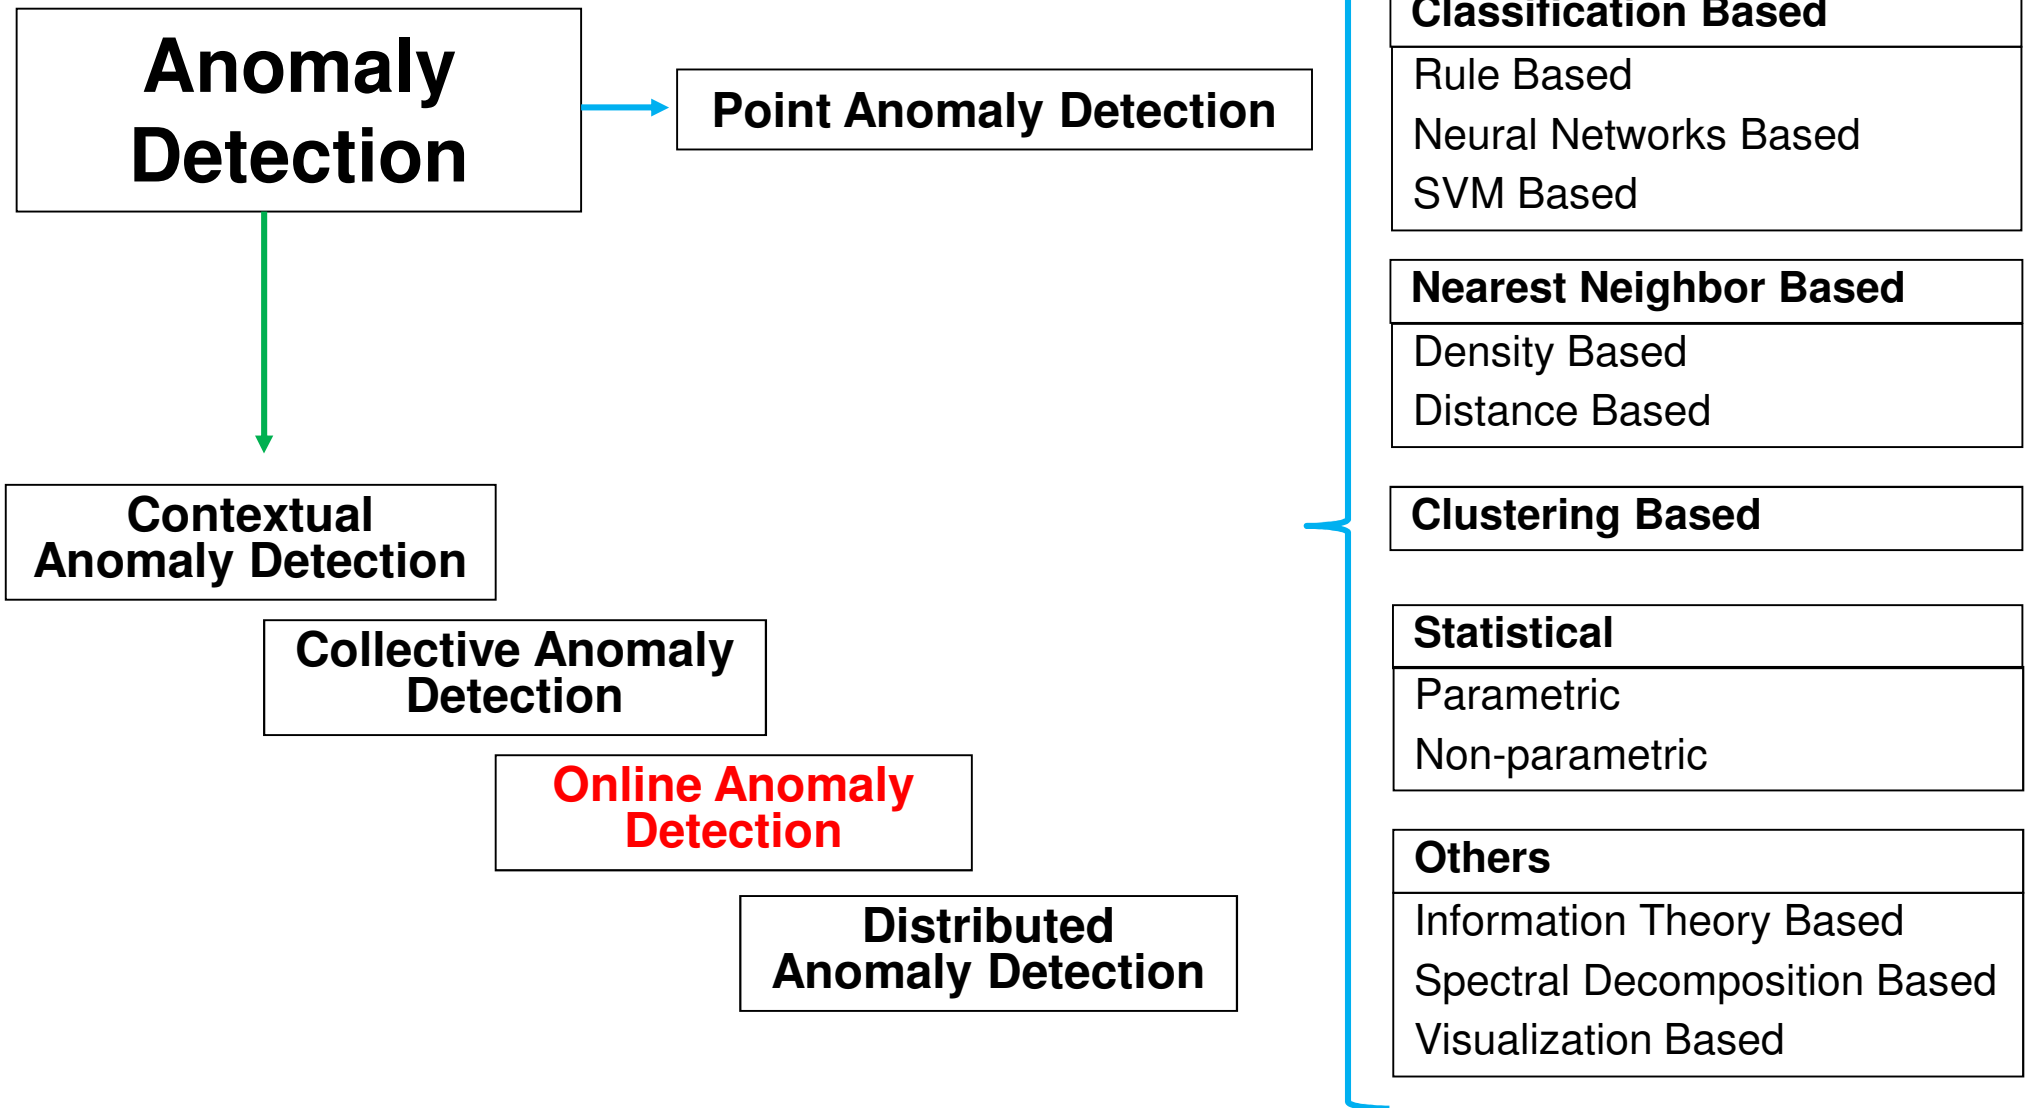 Anomaly
Detection
Point Anomaly Detection
Contextual
Anomaly Detection
Collective Anomaly
Detection
Online Anomaly
Detection
Distributed
Anomaly Detection
Classification Based
Rule Based
Neural Networks Based
SVM Based
Nearest Neighbor Based
Density Based
Distance Based
Clustering Based
Statistical
Parametric
Non-parametric
Others
Information Theory Based
Spectral Decomposition Based
Visualization Based